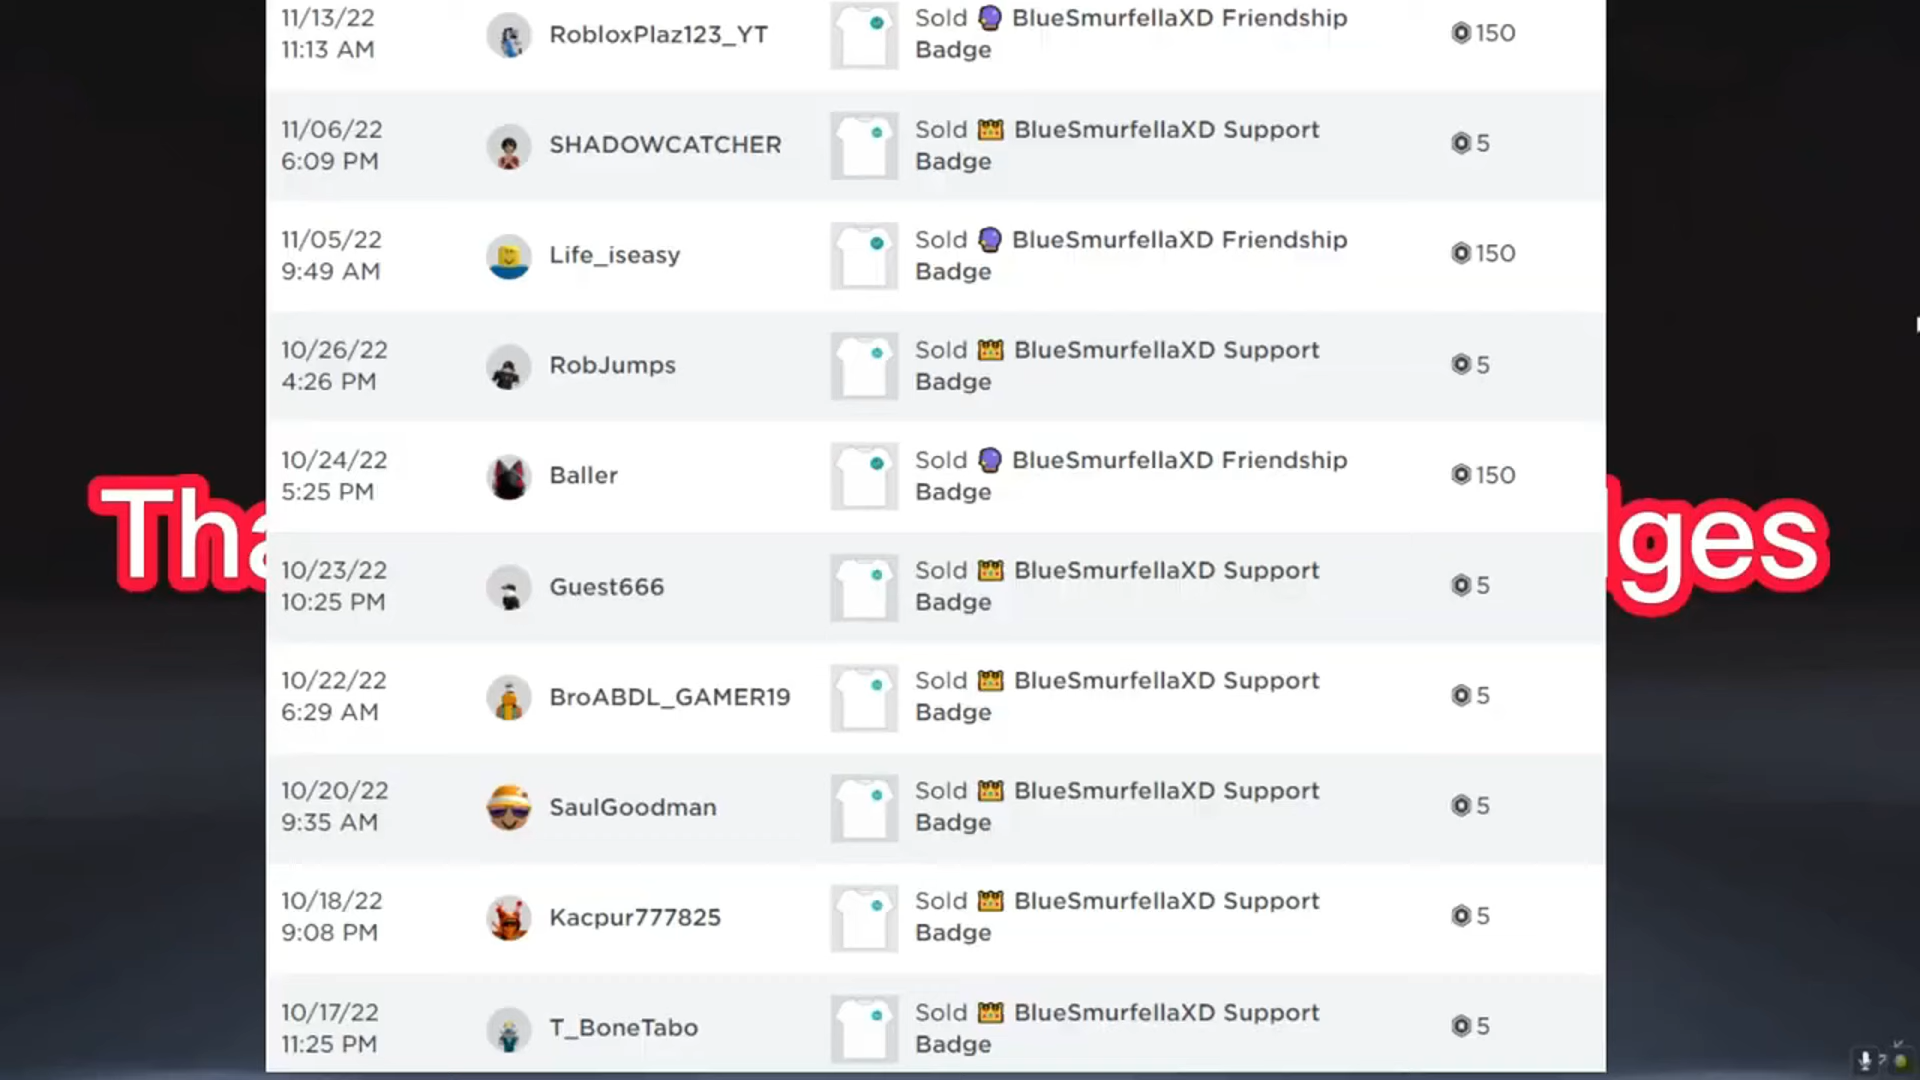 11/13/22
11:13 AM
RobloxPlaz123_YT
Sold BlueSmurfellaXD Friendship
Badge
150
11/06/22
6:09 PM
SHADOWCATCHER
Sold BlueSmurfellaXD Support
Badge
5
11/05/22
9:49 AM
Life_iseasy
Sold BlueSmurfellaXD Friendship
Badge
150
10/26/22
4:26 PM
RobJumps
Sold BlueSmurfellaXD Support
Badge
5
10/24/22
5:25 PM
Baller
Sold BlueSmurfellaXD Friendship
Badge
150
Tha
dges
10/23/22
10:25 PM
Guest666
Sold BlueSmurfellaXD Support
Badge
5
10/22/22
6:29 AM
BroABDL_GAMER19
Sold BlueSmurfellaXD Support
Badge
5
10/20/22
9:35 AM
SaulGoodman
Sold BlueSmurfellaXD Support
Badge
5
10/18/22
9:08 PM
Kacpur777825
Sold BlueSmurfellaXD Support
Badge
5
10/17/22
11:25 PM
T_BoneTabo
Sold BlueSmurfellaXD Support
Badge
5